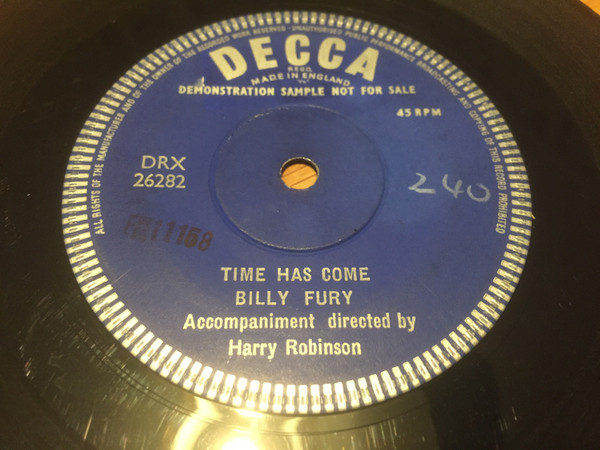 ALL RIGHTS OF THE MANUFACTURER AND OF THE OWNER OF THE RECORDED WORK RESERVED · UNAUTHORISED PUBLIC PERFORMANCE BROADCASTING AND COPYING OF THIS RECORD PROHIBITED
DECCA
REGD.
MADE IN ENGLAND
DEMONSTRATION SAMPLE NOT FOR SALE
45 RPM
DRX
26282
240
TIME HAS COME
BILLY FURY
Accompaniment directed by
Harry Robinson